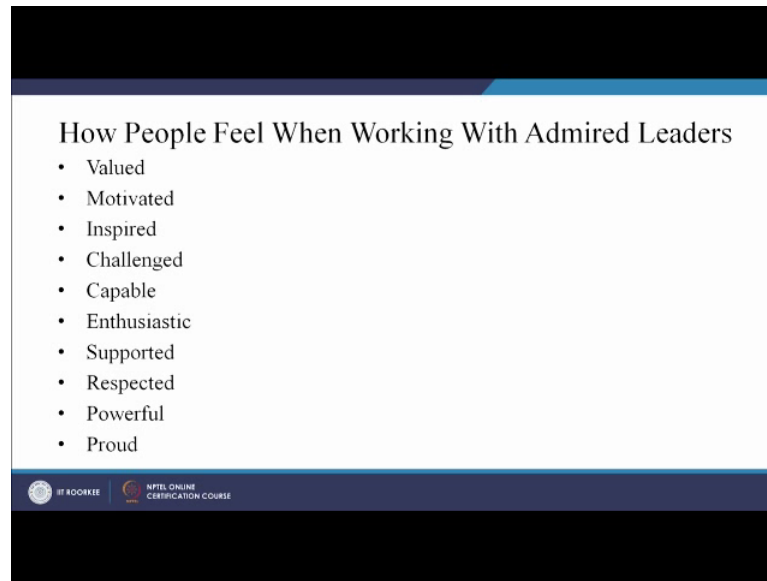 How People Feel When Working With Admired Leaders
• Valued
• Motivated
• Inspired
• Challenged
• Capable
• Enthusiastic
• Supported
• Respected
• Powerful
• Proud
IIT ROORKEE
NPTEL ONLINE
CERTIFICATION COURSE